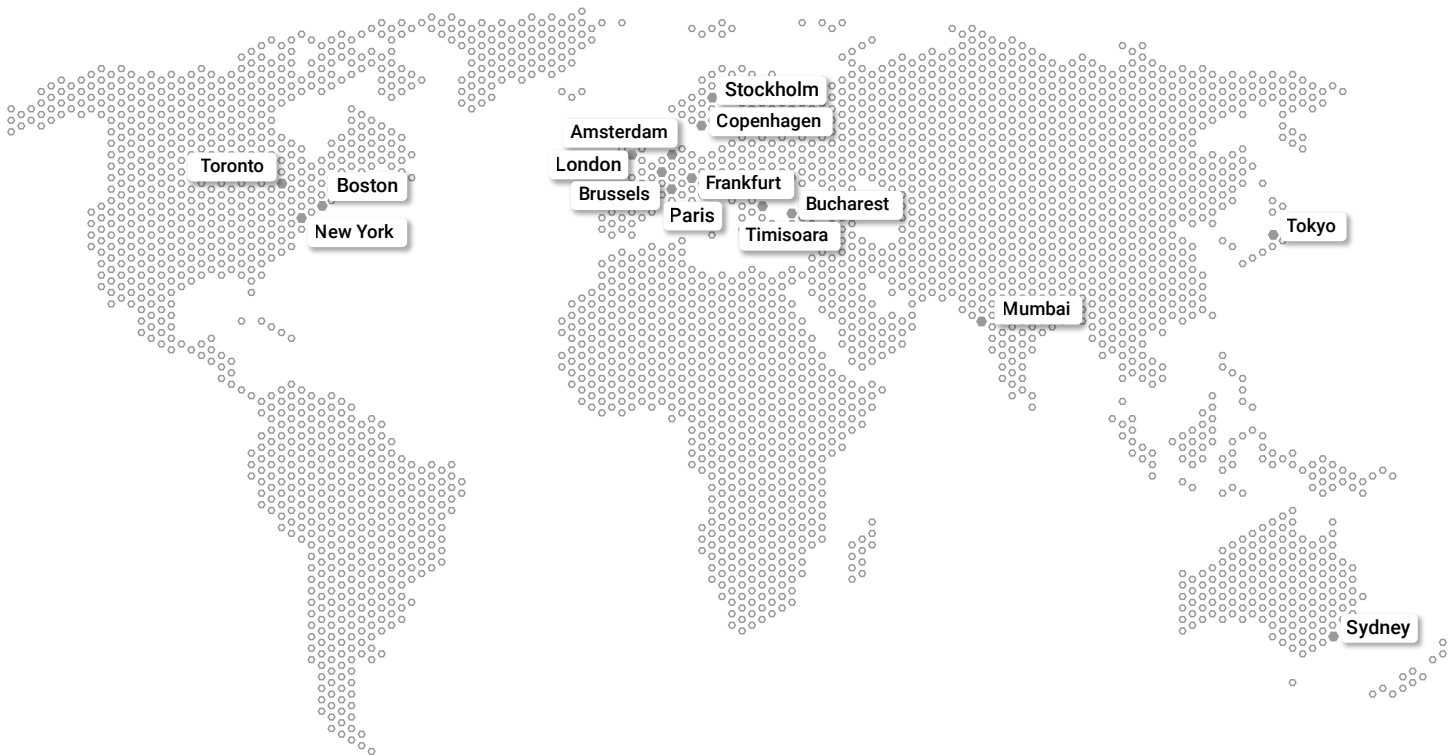 Stockholm
Copenhagen
Amsterdam
London
Toronto
Boston
Brussels
Frankfurt
Bucharest
Paris
New York
Timisoara
Tokyo
Mumbai
Sydney